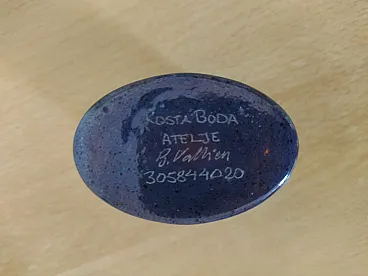 KOSTA BODA
ATELJE
B. Vallien
305844020